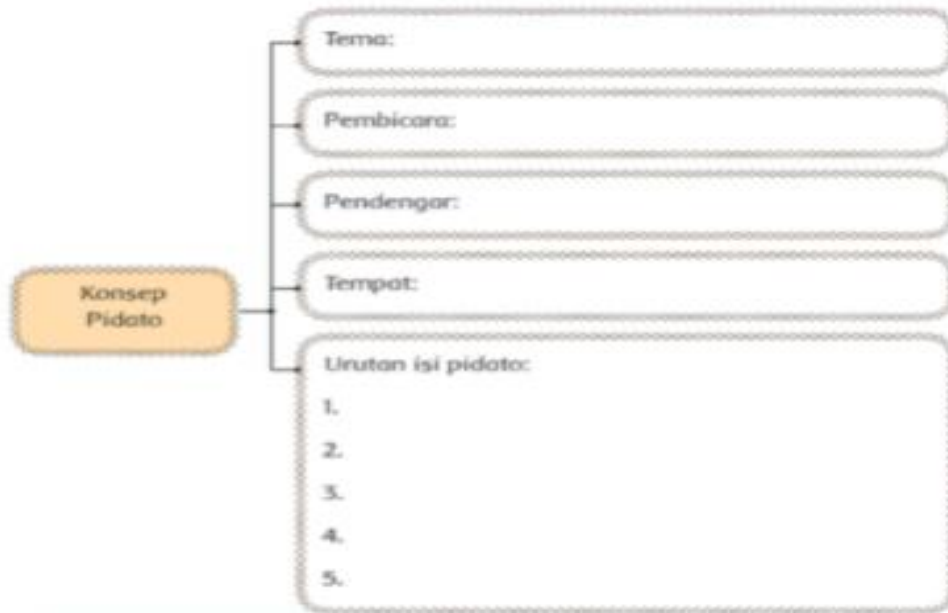 Tema:
Pembicara:
Pendengar:
Tempat:
Konsep
Pidato
Urutan isi pidato:
1.
2.
3.
4.
5.